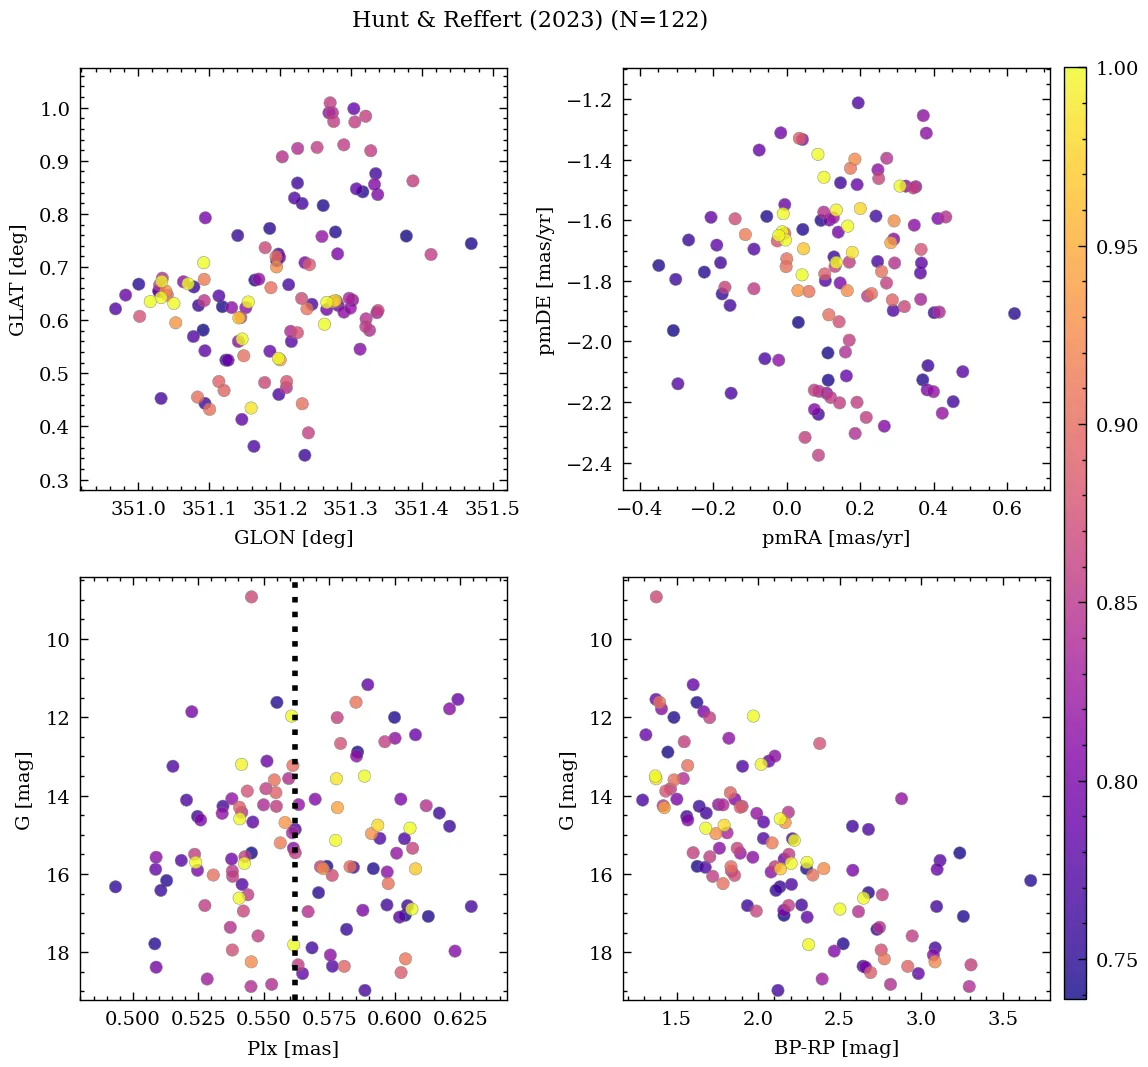 Hunt & Reffert (2023) (N=122)
1.0
0.9
0.8
0.7
0.6
0.5
0.4
0.3
GLAT [deg]
351.0 351.1 351.2 351.3 351.4 351.5
GLON [deg]
−1.2
−1.4
−1.6
−1.8
−2.0
−2.2
−2.4
pmDE [mas/yr]
−0.4 −0.2 0.0 0.2 0.4 0.6
pmRA [mas/yr]
10
12
14
16
18
G [mag]
0.500 0.525 0.550 0.575 0.600 0.625
Plx [mas]
10
12
14
16
18
G [mag]
1.5 2.0 2.5 3.0 3.5
BP-RP [mag]
1.00
0.95
0.90
0.85
0.80
0.75